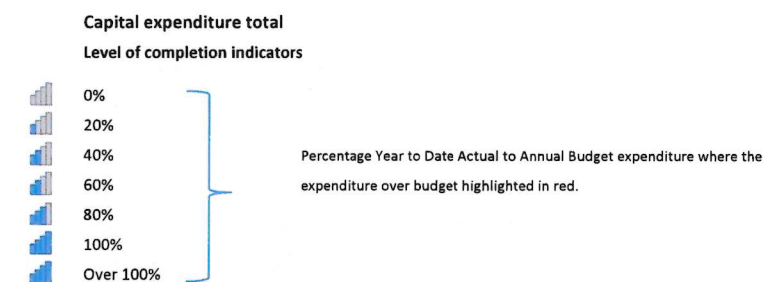 Capital expenditure total
Level of completion indicators
0%
20%
40%
60%
80%
100%
Over 100%
Percentage Year to Date Actual to Annual Budget expenditure where the
expenditure over budget highlighted in red.